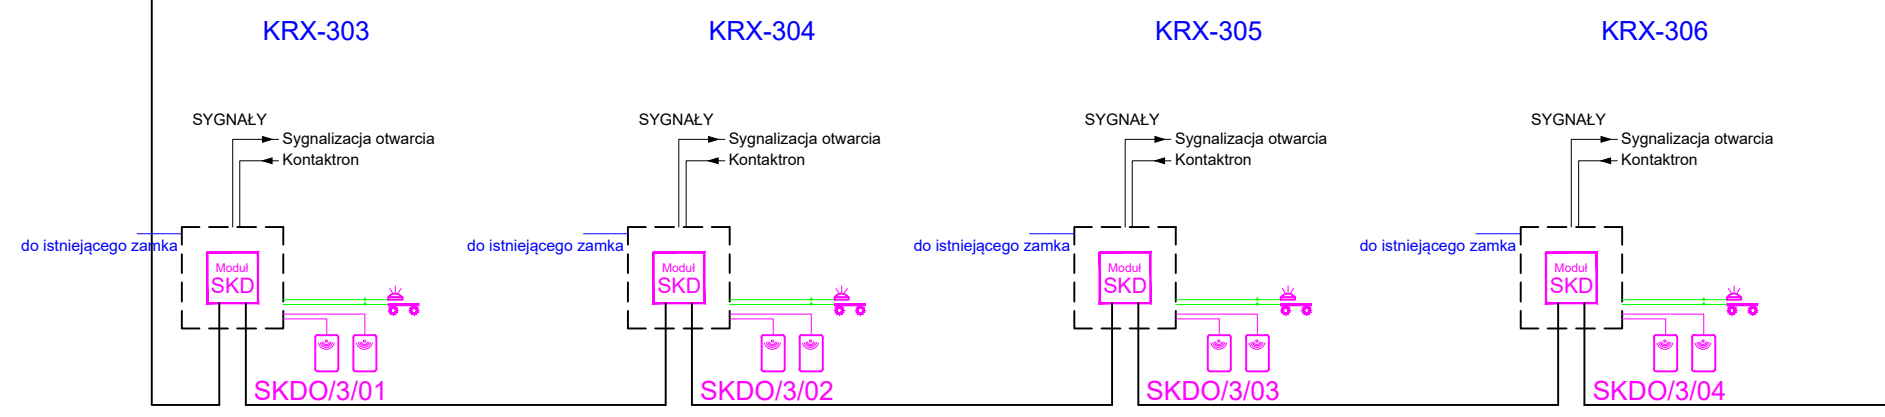 KRX-303 KRX-304 KRX-305 KRX-306
SYGNAŁY SYGNAŁY SYGNAŁY SYGNAŁY
Sygnalizacja otwarcia Sygnalizacja otwarcia Sygnalizacja otwarcia Sygnalizacja otwarcia
Kontaktron Kontaktron Kontaktron Kontaktron
do istniejącego zamka do istniejącego zamka do istniejącego zamka do istniejącego zamka
Moduł Moduł Moduł Moduł
SKD SKD SKD SKD
SKDO/3/01 SKDO/3/02 SKDO/3/03 SKDO/3/04